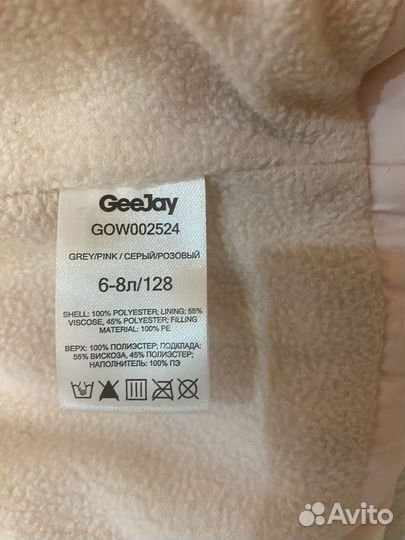 GeeJay
GOW002524
GREY/PINK / СЕРЫЙ/РОЗОВЫЙ
6-8л/128
SHELL: 100% POLYESTER; LINING: 55%
VISCOSE, 45% POLYESTER; FILLING
MATERIAL: 100% PE
ВЕРХ: 100% ПОЛИЭСТЕР; ПОДКЛАДА:
55% ВИСКОЗА, 45% ПОЛИЭСТЕР;
НАПОЛНИТЕЛЬ: 100% ПЭ
Avito